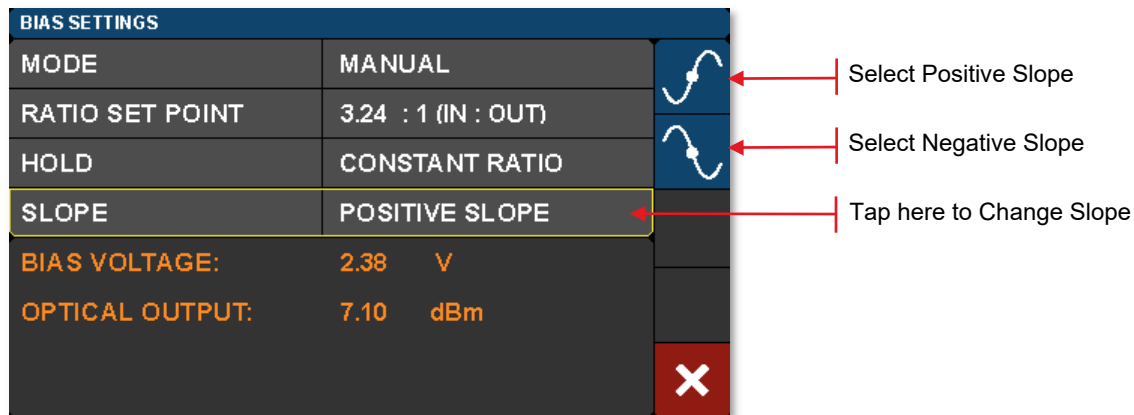 BIAS SETTINGS
MODE MANUAL
RATIO SET POINT 3.24 : 1 (IN : OUT)
HOLD CONSTANT RATIO
SLOPE POSITIVE SLOPE
BIAS VOLTAGE: 2.38 V
OPTICAL OUTPUT: 7.10 dBm
Select Positive Slope
Select Negative Slope
Tap here to Change Slope